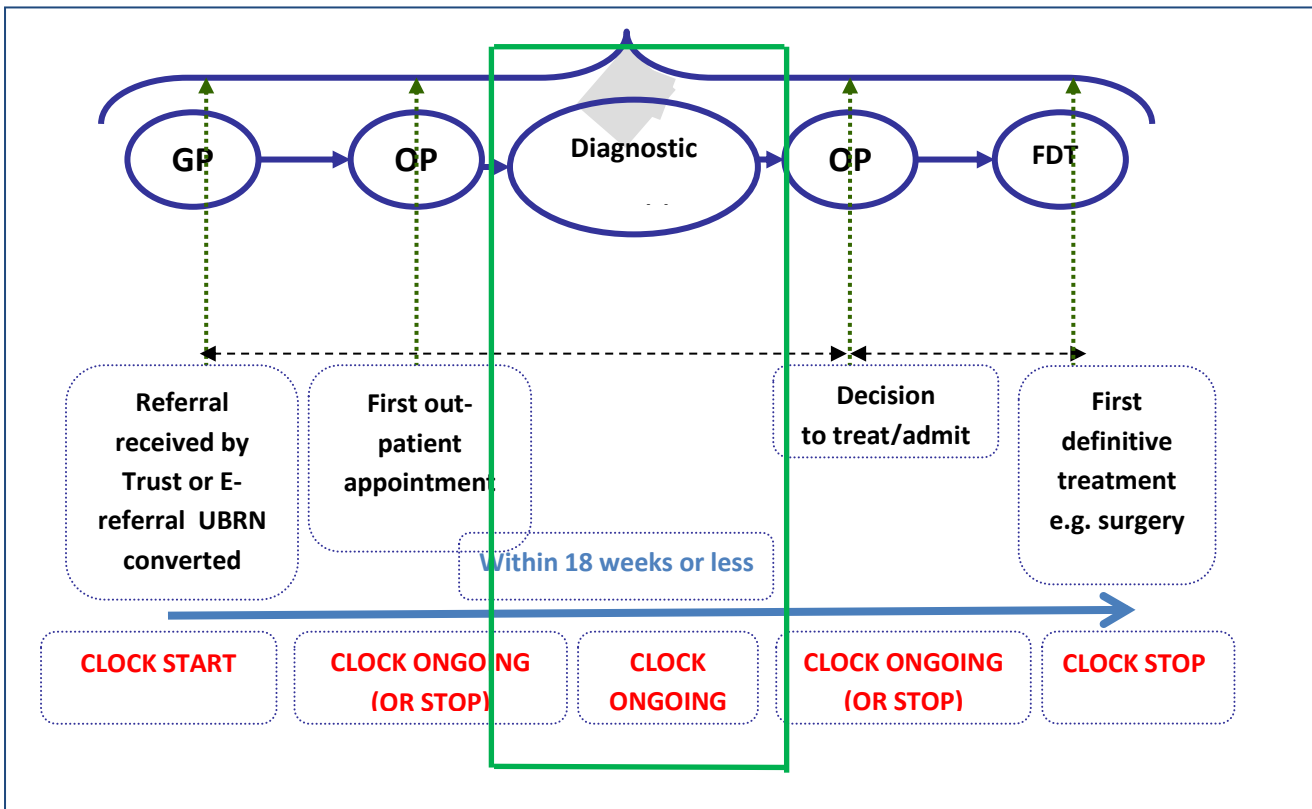 GP
OP
Diagnostic
OP
FDT
Referral
received by
Trust or E-
referral UBRN
converted
First out-
patient
appointment
Decision
to treat/admit
First
definitive
treatment
e.g. surgery
Within 18 weeks or less
CLOCK START
CLOCK ONGOING
(OR STOP)
CLOCK
ONGOING
CLOCK ONGOING
(OR STOP)
CLOCK STOP